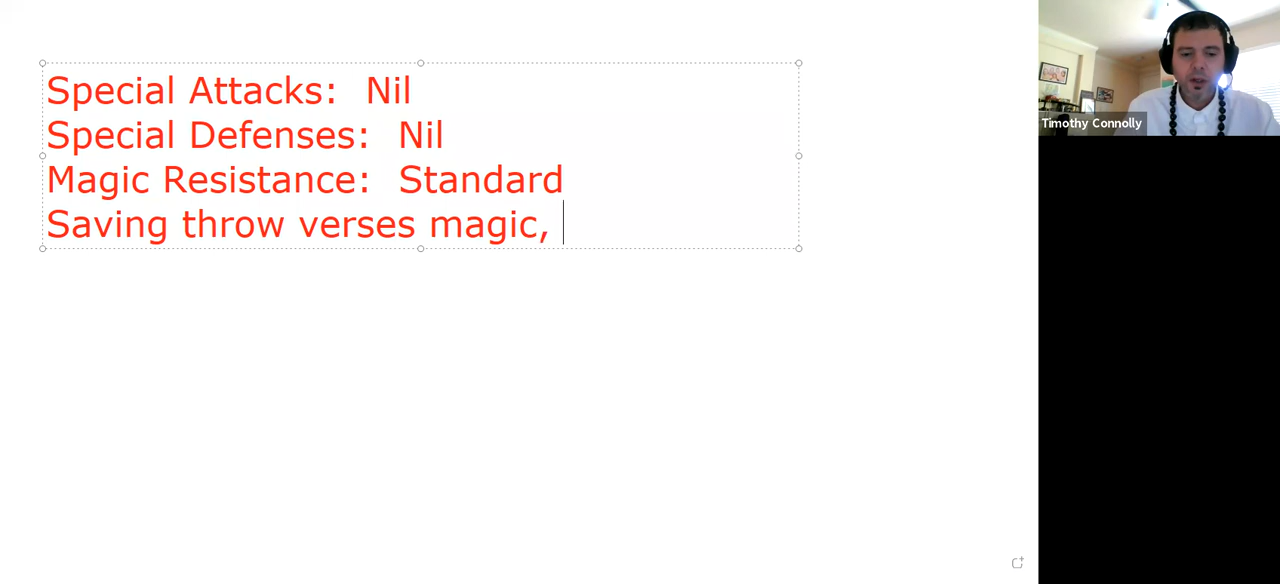 Special Attacks:  Nil
Special Defenses:  Nil
Magic Resistance:  Standard
Saving throw verses magic,
Timothy Connolly